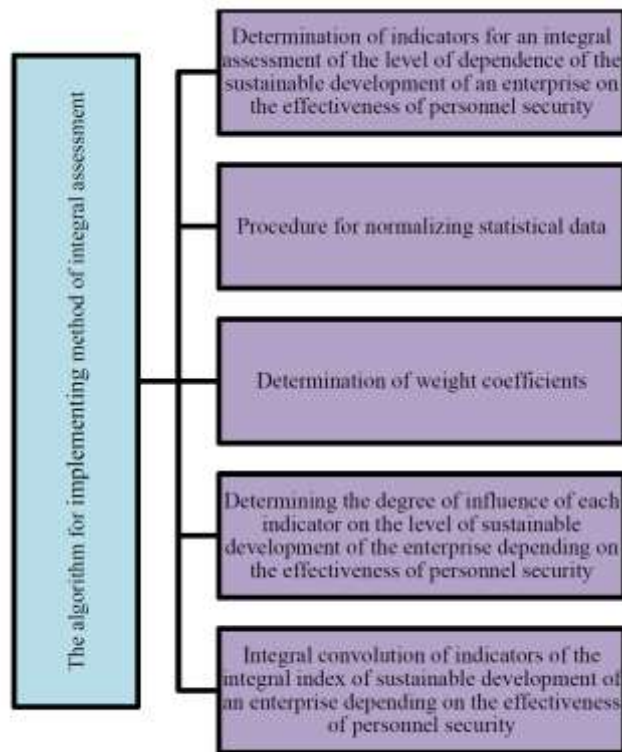 The algorithm for implementing method of integral assessment
Determination of indicators for an integral
assessment of the level of dependence of the
sustainable development of an enterprise on
the effectiveness of personnel security
Procedure for normalizing statistical data
Determination of weight coefficients
Determining the degree of influence of each
indicator on the level of sustainable
development of the enterprise depending on
the effectiveness of personnel security
Integral convolution of indicators of the
integral index of sustainable development of
an enterprise depending on the effectiveness
of personnel security